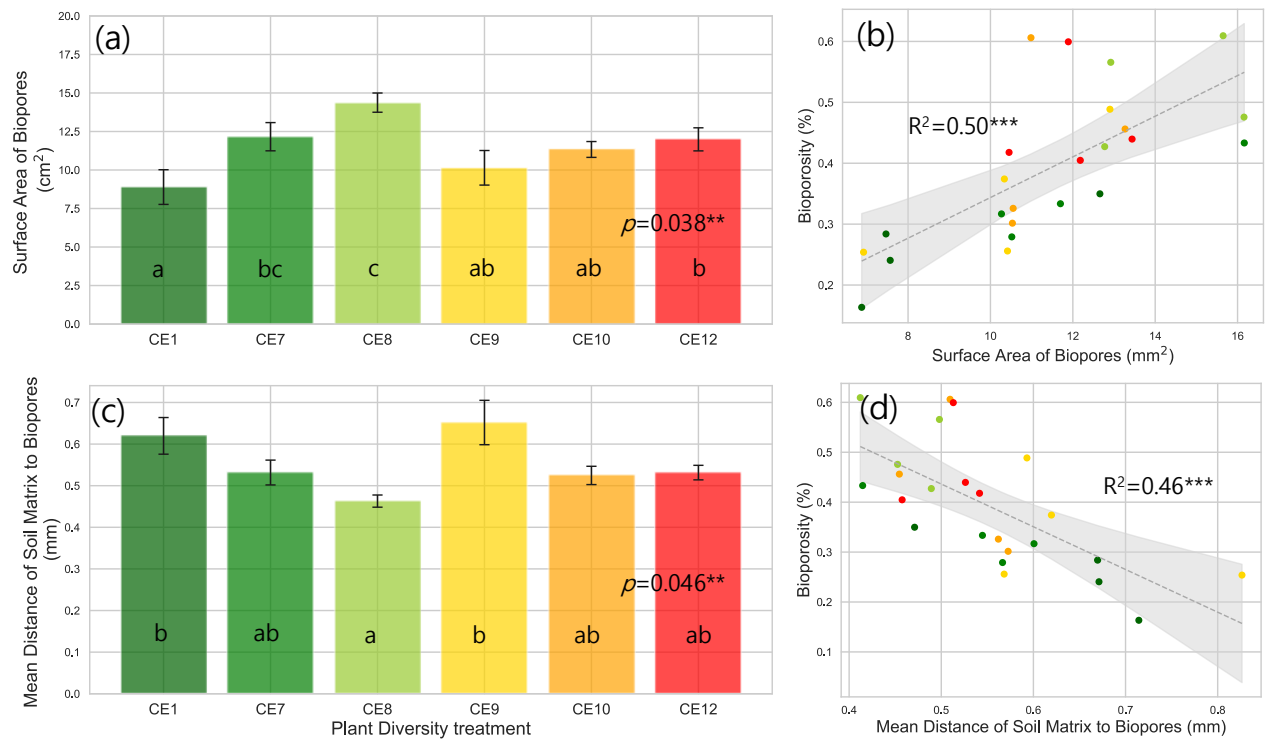 (a)
Surface Area of Biopores
(cm²)
20.0
17.5
15.0
12.5
10.0
7.5
5.0
2.5
0.0
p=0.038**
a
bc
c
ab
ab
b
CE1
CE7
CE8
CE9
CE10
CE12
(b)
Bioporosity (%)
0.6
0.5
0.4
0.3
0.2
R²=0.50***
8
10
12
14
16
Surface Area of Biopores (mm²)
(c)
Mean Distance of Soil Matrix to Biopores
(mm)
0.7
0.6
0.5
0.4
0.3
0.2
0.1
0.0
p=0.046**
b
ab
a
b
ab
ab
CE1
CE7
CE8
CE9
CE10
CE12
Plant Diversity treatment
(d)
Bioporosity (%)
0.6
0.5
0.4
0.3
0.2
0.1
R²=0.46***
0.4
0.5
0.6
0.7
0.8
Mean Distance of Soil Matrix to Biopores (mm)